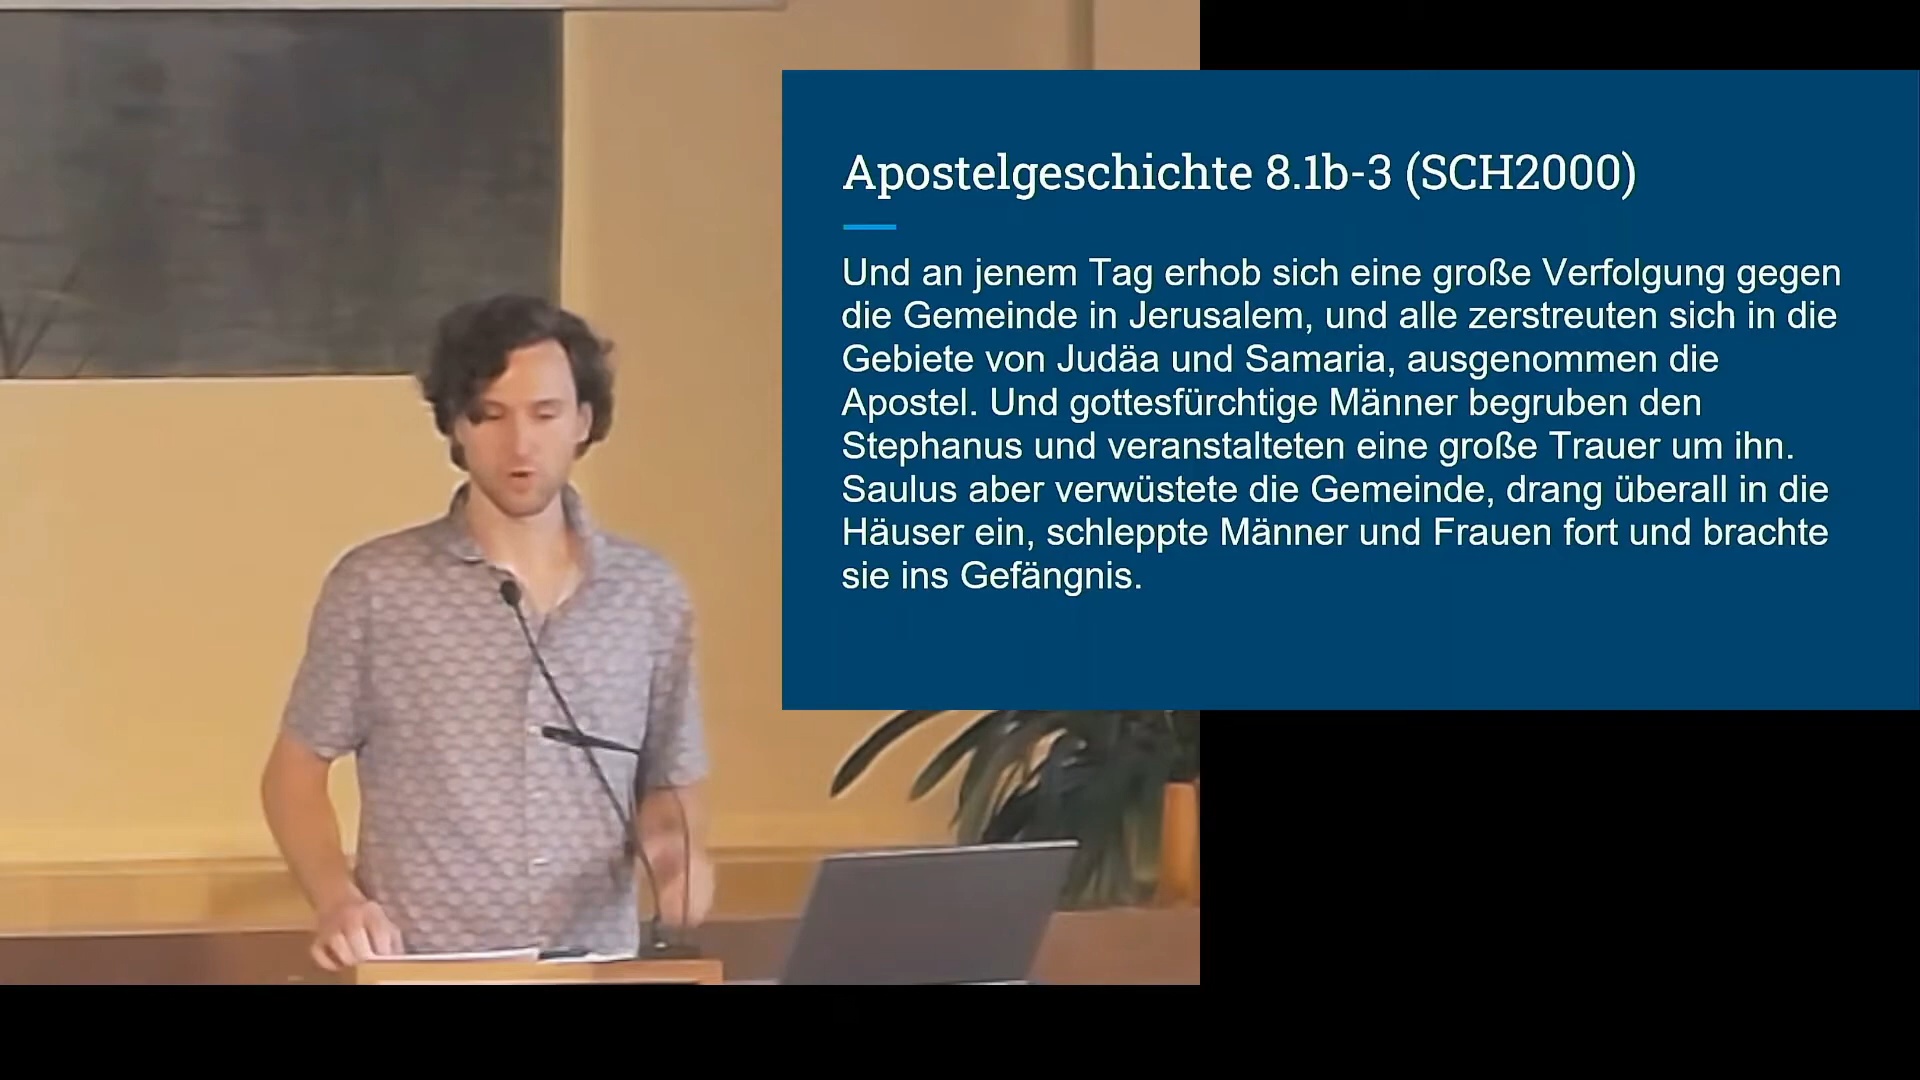 Apostelgeschichte 8.1b-3 (SCH2000)
Und an jenem Tag erhob sich eine große Verfolgung gegen
die Gemeinde in Jerusalem, und alle zerstreuten sich in die
Gebiete von Judäa und Samaria, ausgenommen die
Apostel. Und gottesfürchtige Männer begruben den
Stephanus und veranstalteten eine große Trauer um ihn.
Saulus aber verwüstete die Gemeinde, drang überall in die
Häuser ein, schleppte Männer und Frauen fort und brachte
sie ins Gefängnis.